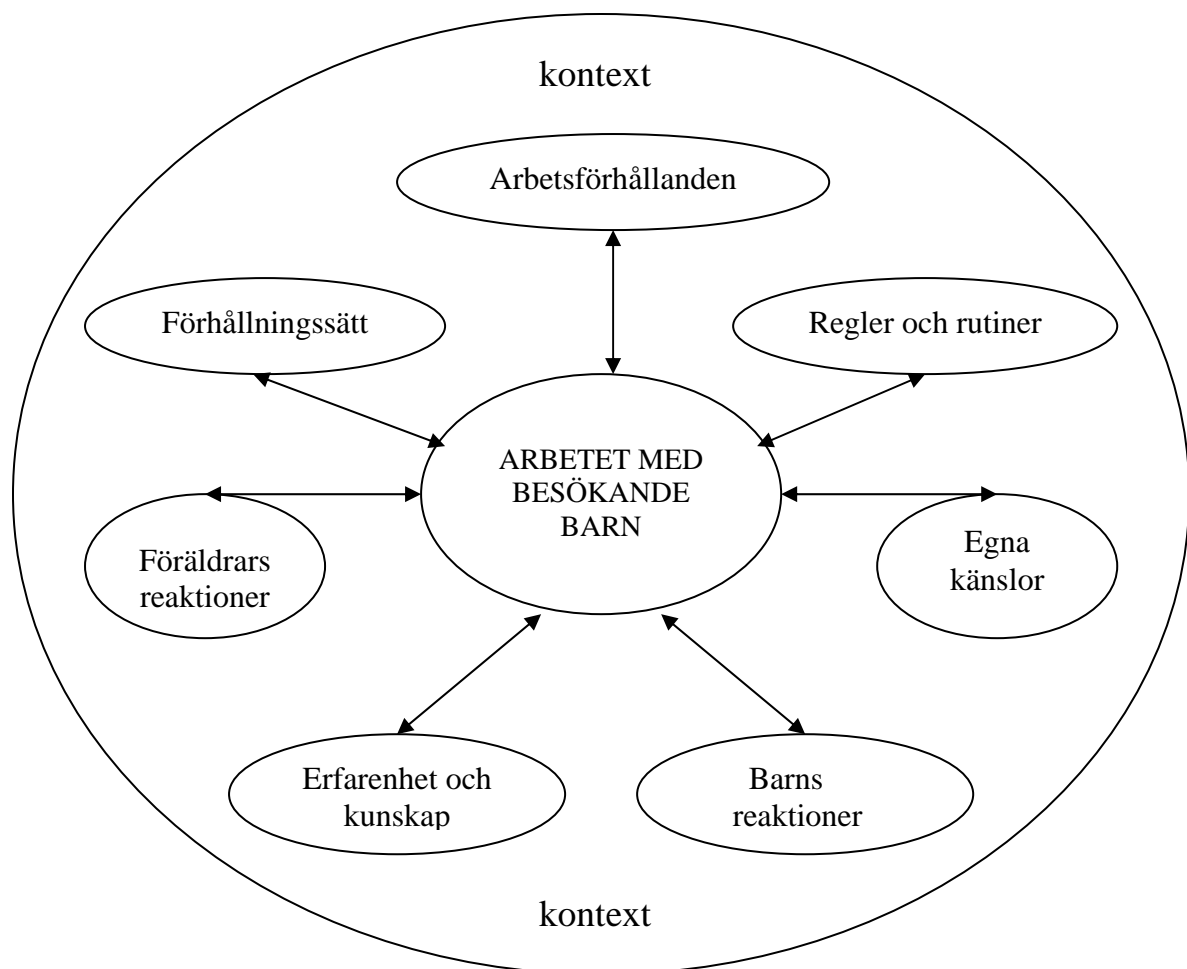 kontext
Arbetsförhållanden
Förhållningssätt
Regler och rutiner
ARBETET MED
BESÖKANDE
BARN
Föräldrars
reaktioner
Egna
känslor
Erfarenhet och
kunskap
Barns
reaktioner
kontext